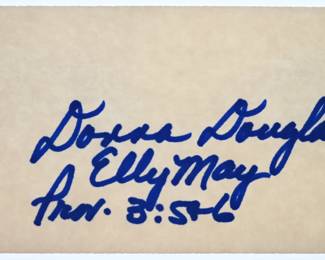 Donna Dougla
Elly May
Prov. 3:5+6